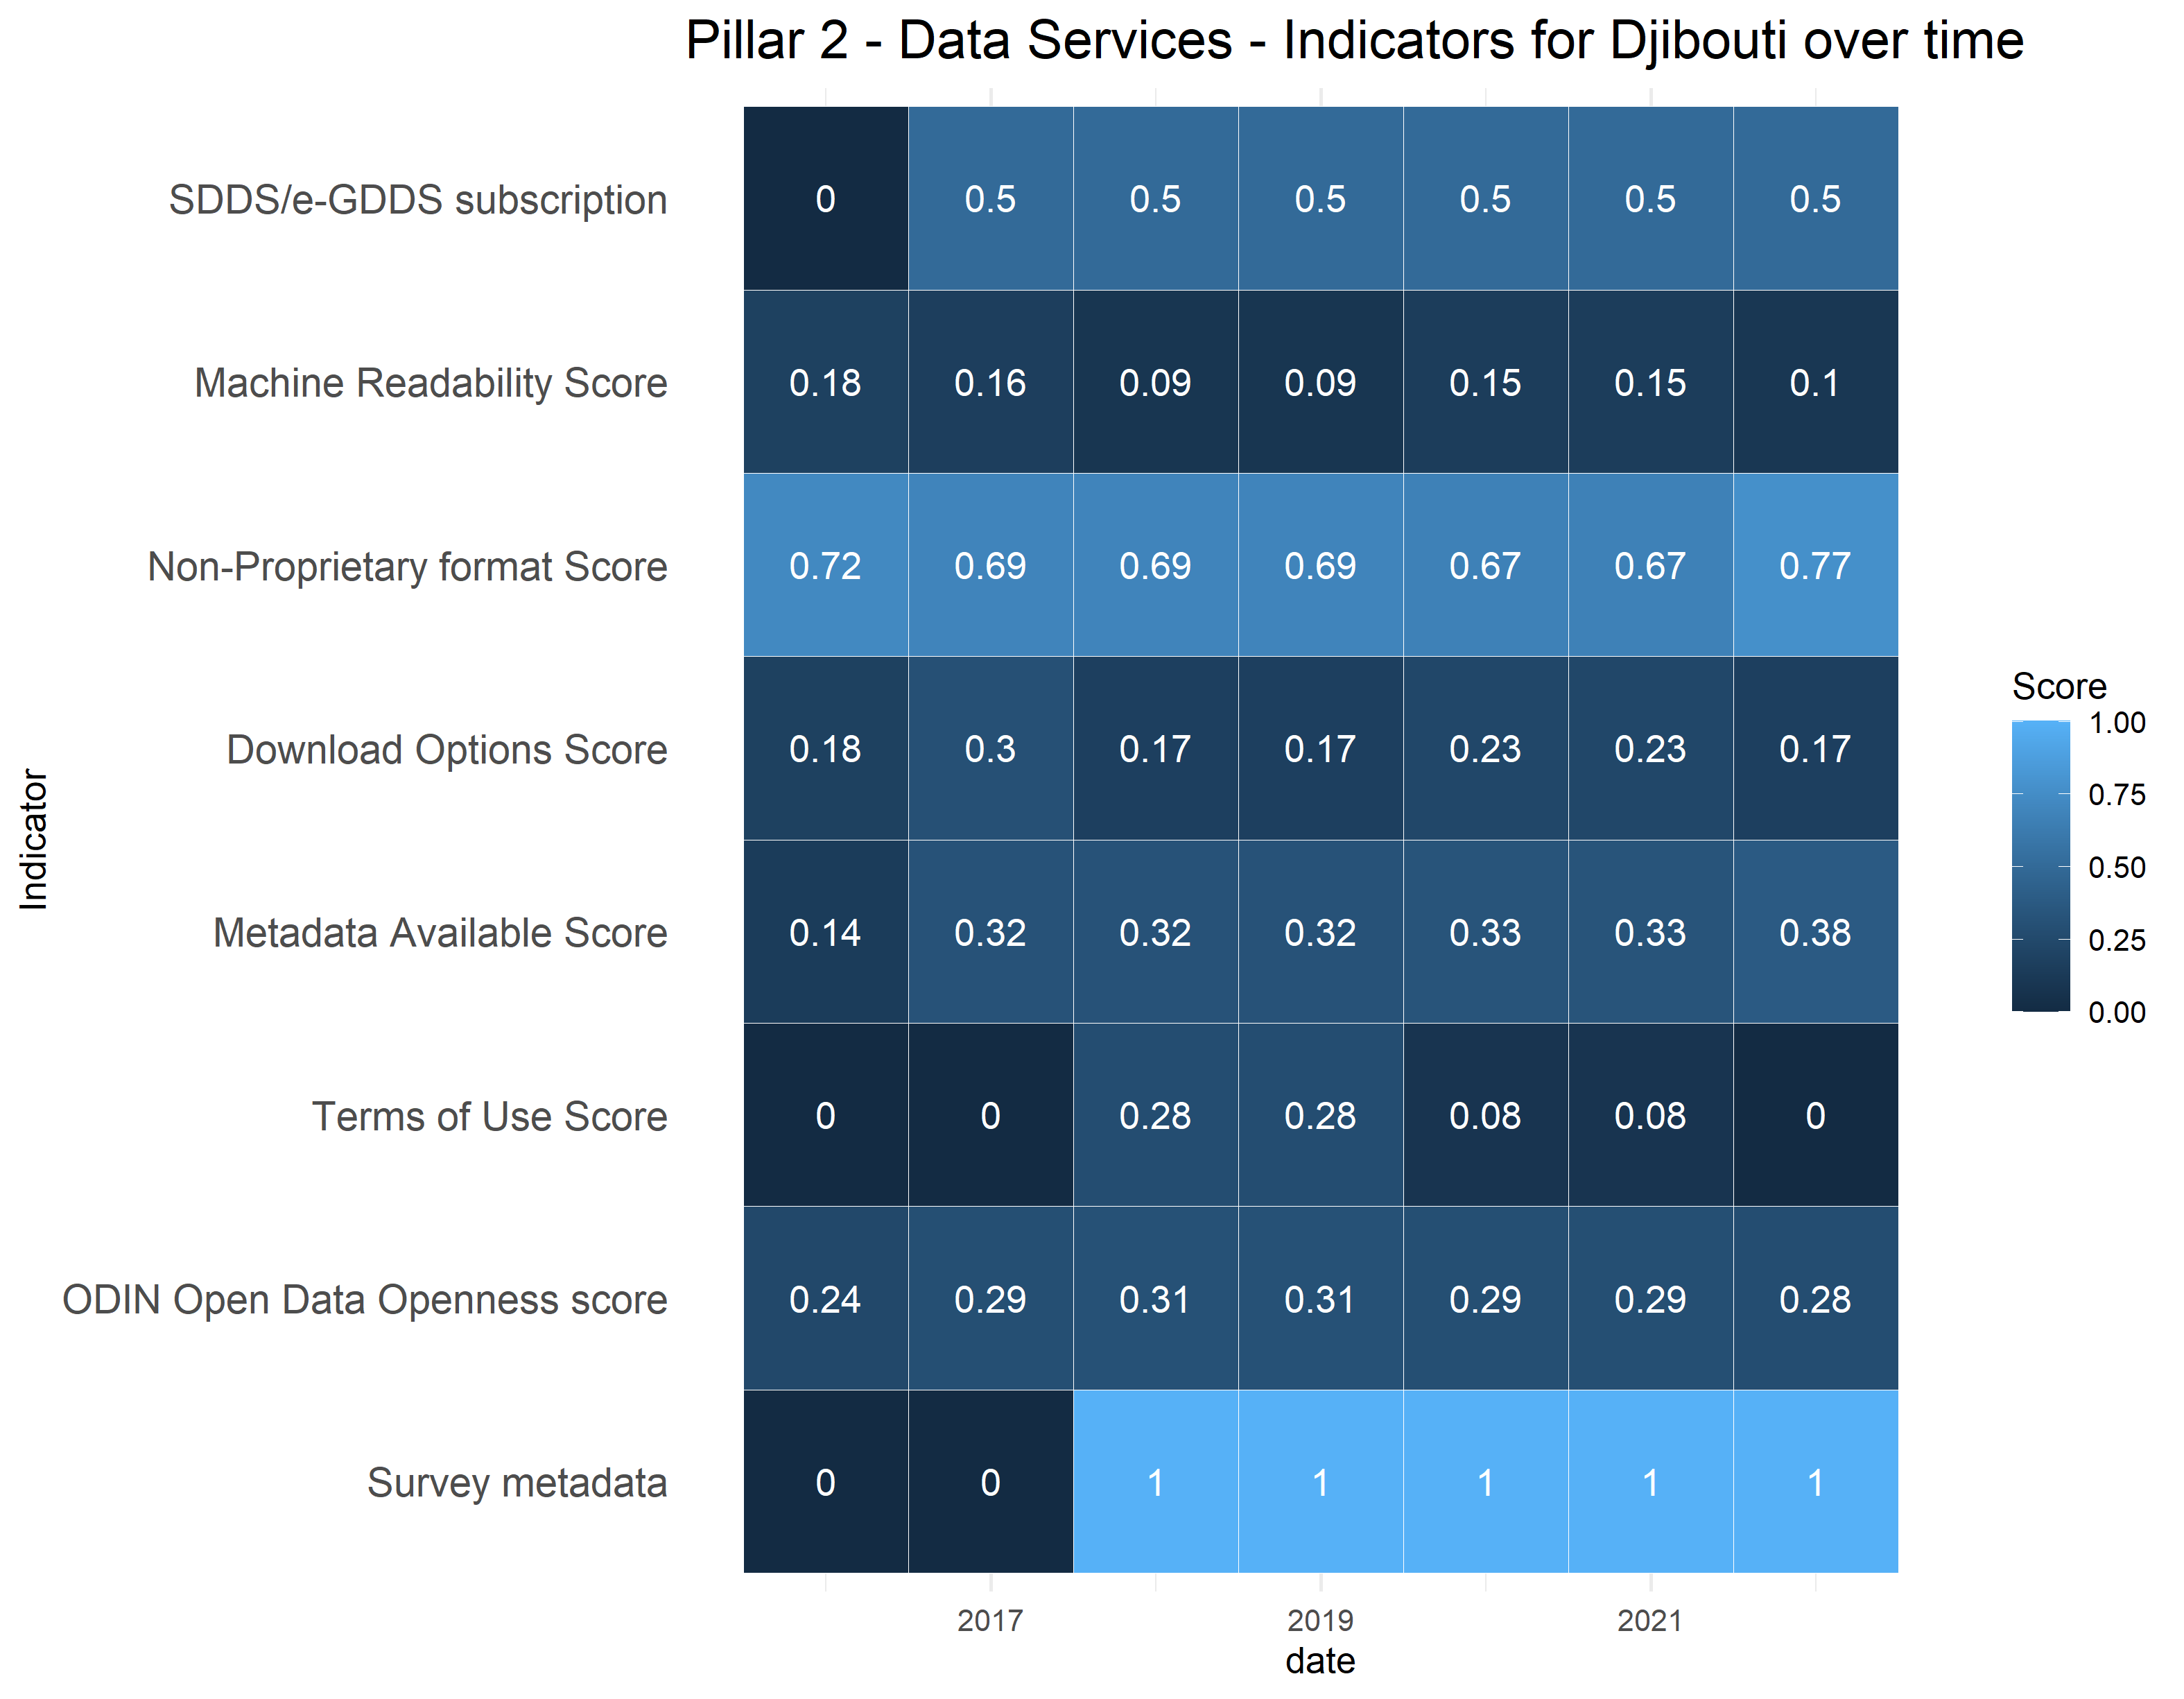 Pillar 2 - Data Services - Indicators for Djibouti over time
Indicator
SDDS/e-GDDS subscription 0 0.5 0.5 0.5 0.5 0.5 0.5
Machine Readability Score 0.18 0.16 0.09 0.09 0.15 0.15 0.1
Non-Proprietary format Score 0.72 0.69 0.69 0.69 0.67 0.67 0.77
Download Options Score 0.18 0.3 0.17 0.17 0.23 0.23 0.17
Metadata Available Score 0.14 0.32 0.32 0.32 0.33 0.33 0.38
Terms of Use Score 0 0 0.28 0.28 0.08 0.08 0
ODIN Open Data Openness score 0.24 0.29 0.31 0.31 0.29 0.29 0.28
Survey metadata 0 0 1 1 1 1 1
2017 2019 2021
date
Score
1.00
0.75
0.50
0.25
0.00